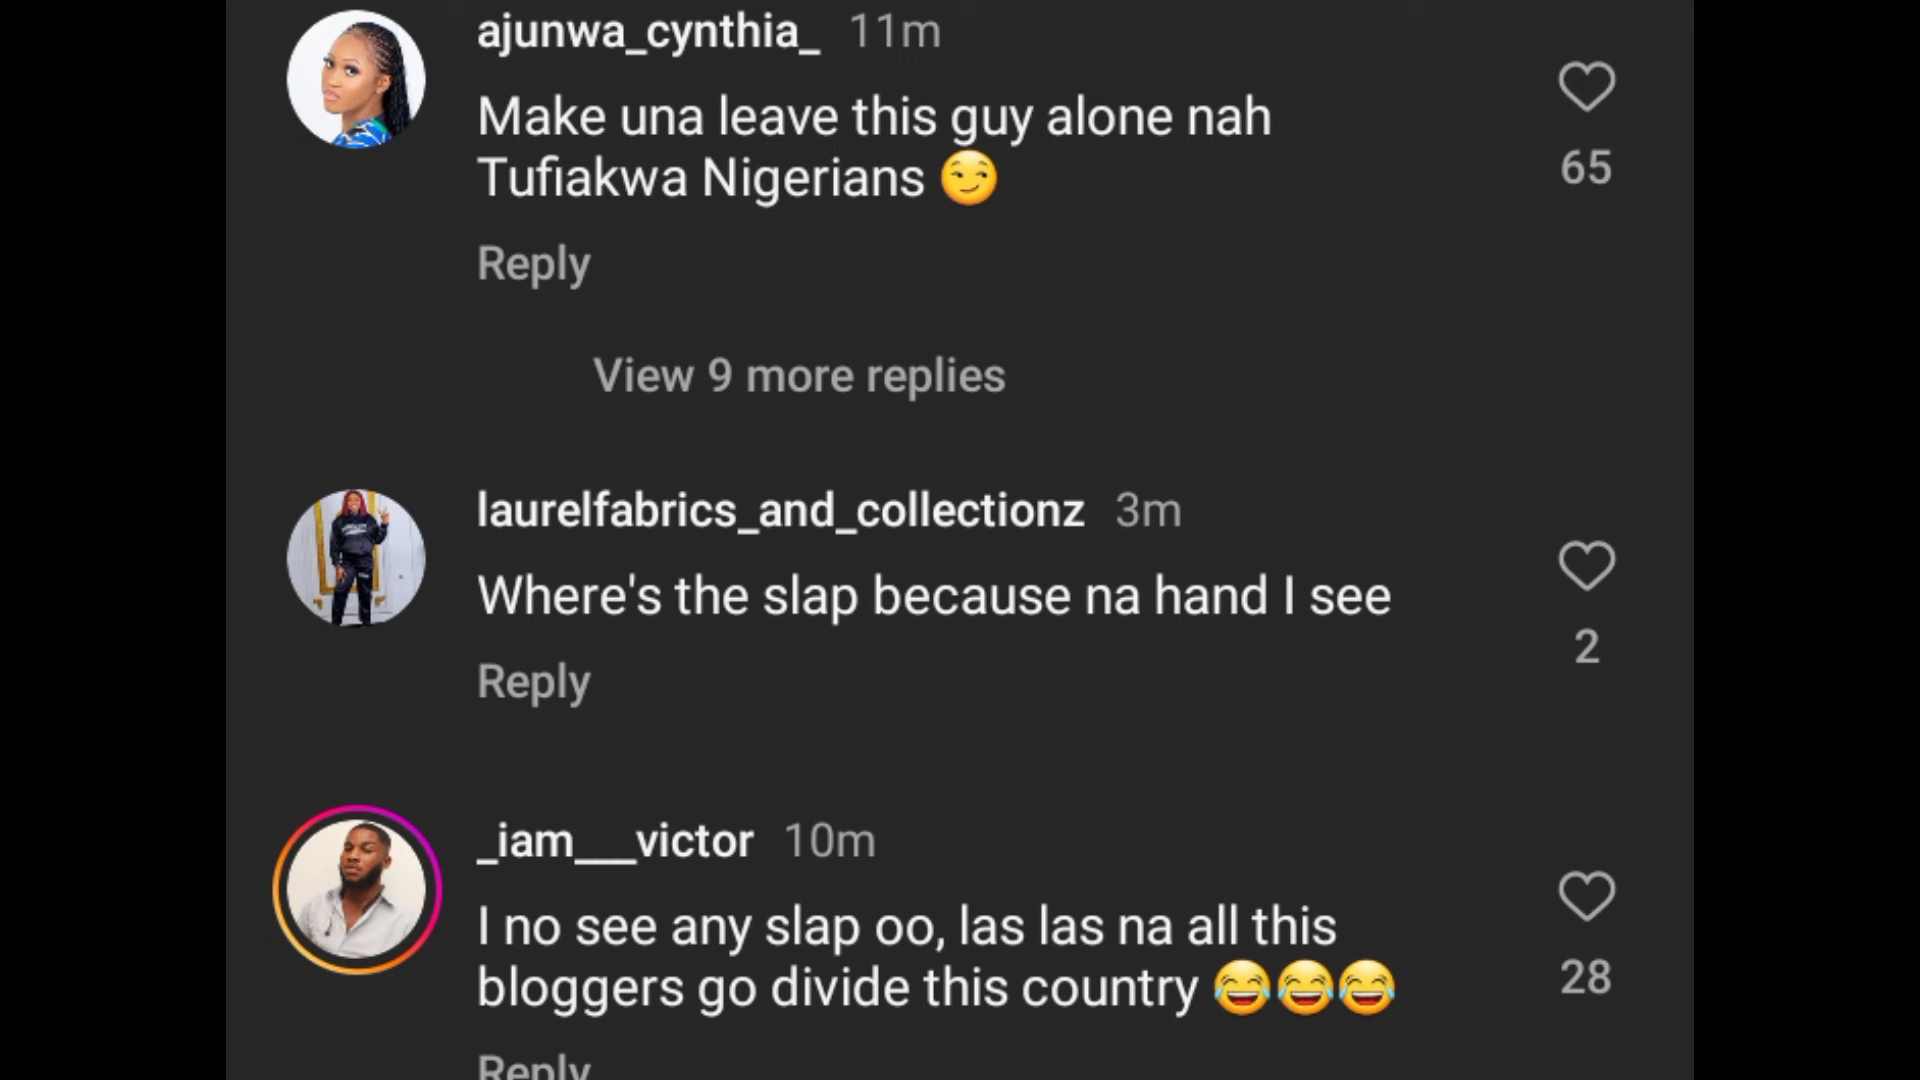 ajunwa_cynthia_ 11m
Make una leave this guy alone nah
Tufiakwa Nigerians 😏
65
Reply
View 9 more replies
laurelfabrics_and_collectionz 3m
Where's the slap because na hand I see
2
Reply
_iam___victor 10m
I no see any slap oo, las las na all this
bloggers go divide this country 😂😂😂
28
Reply